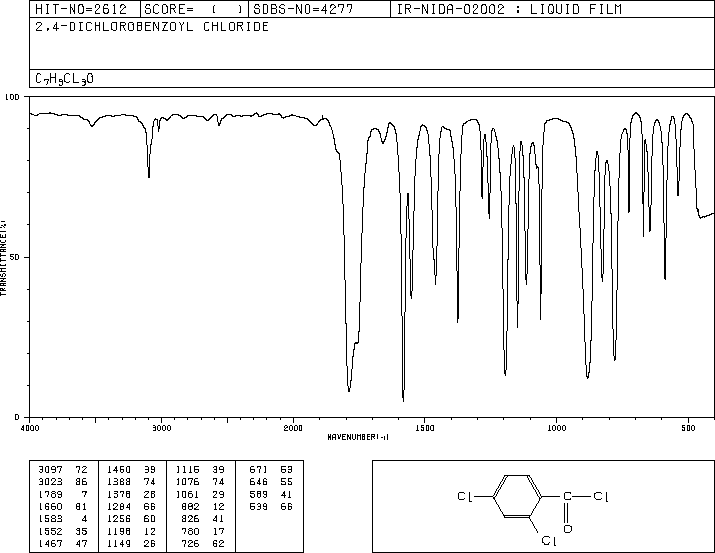 HIT-NO=2612 SCORE= ( ) SDBS-NO=4277 IR-NIDA-02002 : LIQUID FILM
2,4-DICHLOROBENZOYL CHLORIDE
C7H3CL3O
100
50
0
TRANSMITTANCE(%)
4000 3000 2000 1500 1000 500
WAVENUMBER(-1)
3097 72 1460 39 1115 39 671 53
3023 86 1388 74 1076 74 646 55
1789 7 1378 28 1061 29 589 41
1660 81 1284 66 882 12 539 66
1583 4 1256 60 826 41
1552 35 1198 12 780 17
1467 47 1149 26 726 62
Cl C Cl
O
Cl